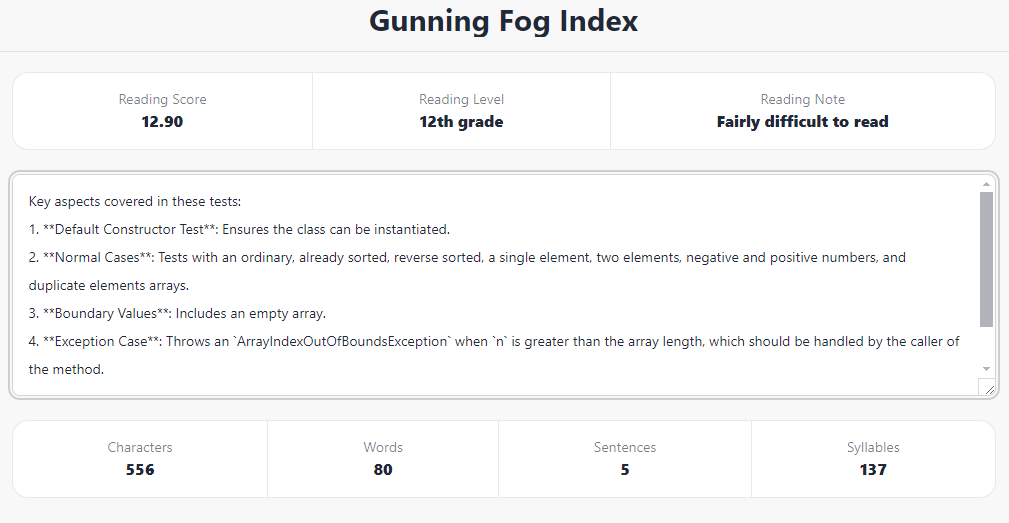 Gunning Fog Index
Reading Score
12.90
Reading Level
12th grade
Reading Note
Fairly difficult to read
Key aspects covered in these tests:
1. **Default Constructor Test**: Ensures the class can be instantiated.
2. **Normal Cases**: Tests with an ordinary, already sorted, reverse sorted, a single element, two elements, negative and positive numbers, and
duplicate elements arrays.
3. **Boundary Values**: Includes an empty array.
4. **Exception Case**: Throws an `ArrayIndexOutOfBoundsException` when `n` is greater than the array length, which should be handled by the caller of
the method.
Characters
556
Words
80
Sentences
5
Syllables
137